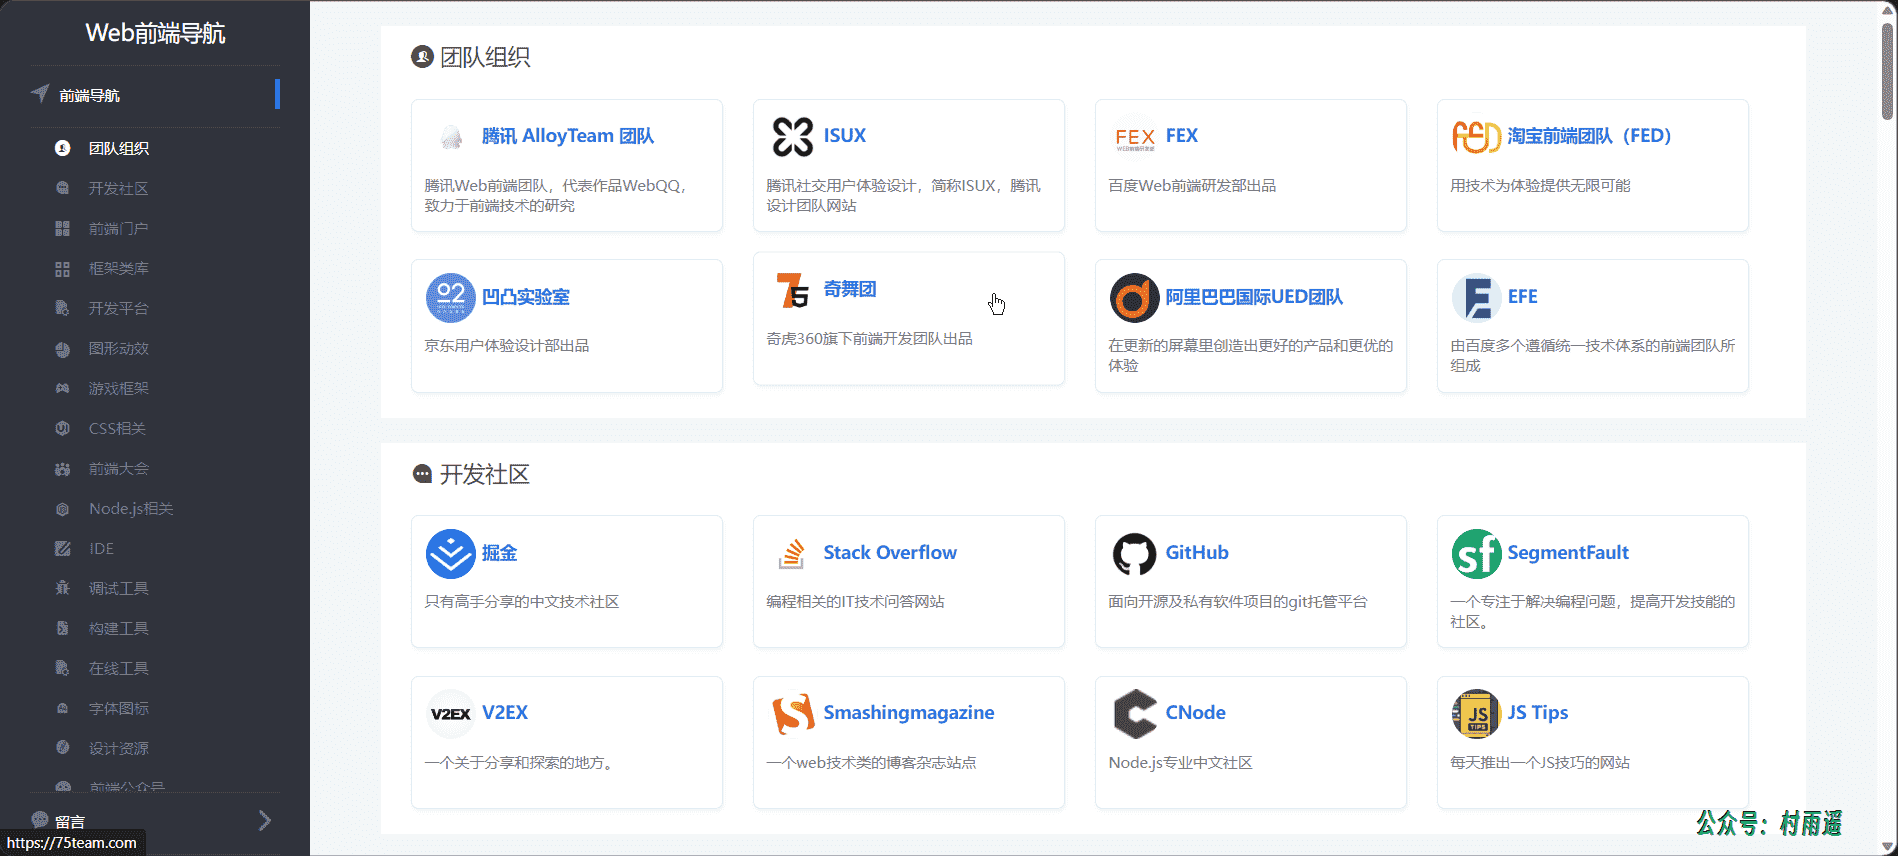 Web前端导航
前端导航
团队组织
开发社区
前端门户
框架类库
开发平台
图形动效
游戏框架
CSS相关
前端大会
Node.js相关
IDE
调试工具
构建工具
在线工具
字体图标
设计资源
前端公众号
留言
https://75team.com
团队组织
腾讯 AlloyTeam 团队
腾讯Web前端团队，代表作品WebQQ，
致力于前端技术的研究
ISUX
腾讯社交用户体验设计，简称ISUX，腾讯
设计团队网站
FEX
WEB前端研发部
FEX
百度Web前端研发部出品
FED
淘宝前端团队（FED）
用技术为体验提供无限可能
凹凸实验室
京东用户体验设计部出品
75
奇舞团
奇虎360旗下前端开发团队出品
阿里巴巴国际UED团队
在更新的屏幕里创造出更好的产品和更优的
体验
EFE
由百度多个遵循统一技术体系的前端团队所
组成
开发社区
掘金
只有高手分享的中文技术社区
Stack Overflow
编程相关的IT技术问答网站
GitHub
面向开源及私有软件项目的git托管平台
sf
SegmentFault
一个专注于解决编程问题，提高开发技能的
社区。
V2EX
V2EX
一个关于分享和探索的地方。
Smashingmagazine
一个web技术类的博客杂志站点
CNode
Node.js专业中文社区
JS
TIPS
JS Tips
每天推出一个JS技巧的网站
公众号：村雨遥